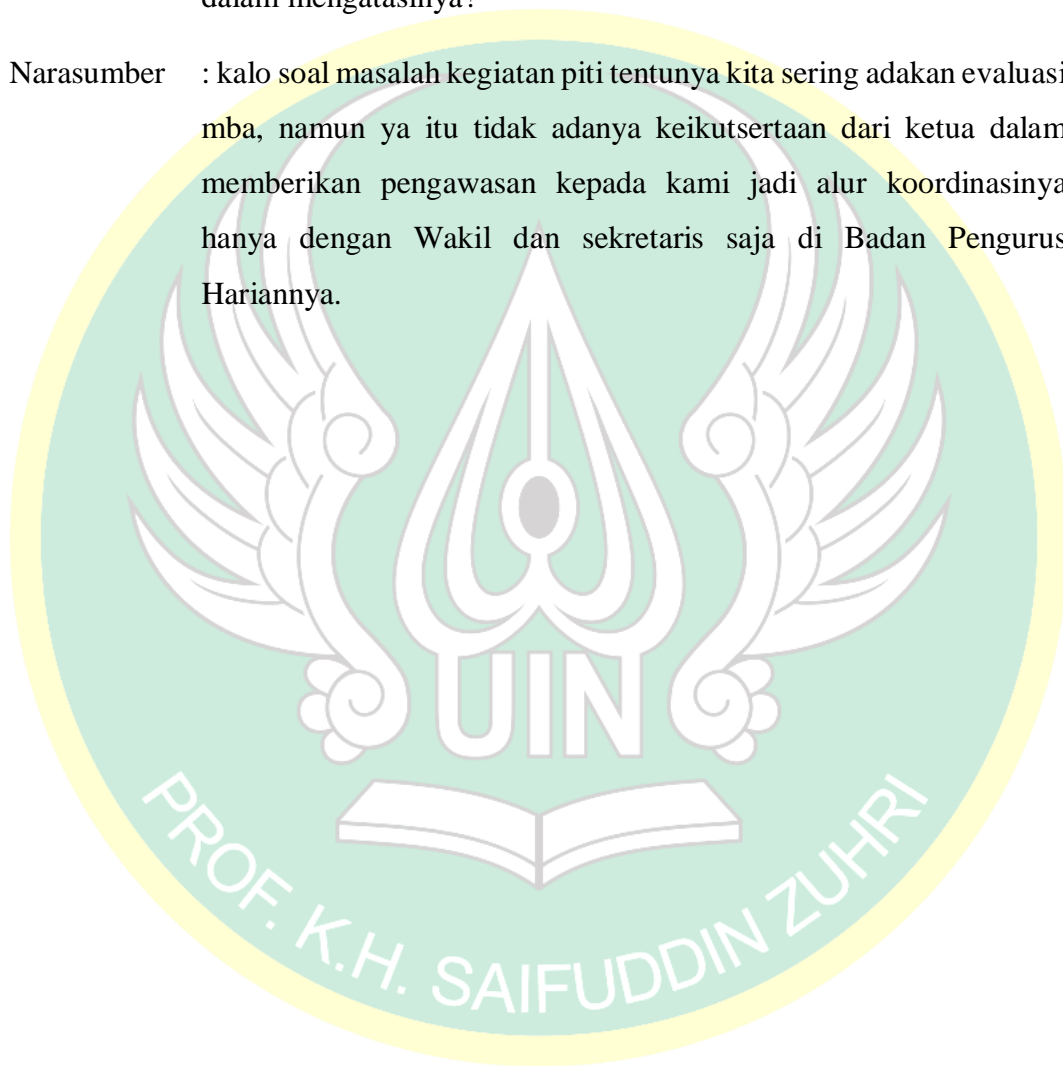 dalam mengatasinya?
Narasumber : kalo soal masalah kegiatan piti tentunya kita sering adakan evaluasi
mba, namun ya itu tidak adanya keikutsertaan dari ketua dalam
memberikan pengawasan kepada kami jadi alur koordinasinya
hanya dengan Wakil dan sekretaris saja di Badan Pengurus
Hariannya.
UIN
PROF. K.H. SAIFUDDIN ZUHRI